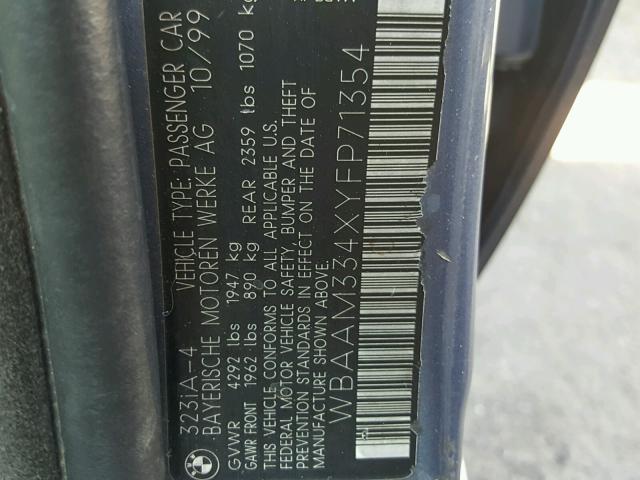 323iA-4 VEHICLE TYPE: PASSENGER CAR
BAYERISCHE MOTOREN WERKE AG 10/99
GVWR 4292 lbs 1947 kg
GAWR FRONT 1962 lbs 890 kg REAR 2359 lbs 1070 kg
THIS VEHICLE CONFORMS TO ALL APPLICABLE
FEDERAL MOTOR VEHICLE SAFETY, BUMPER AND THEFT
PREVENTION STANDARDS IN EFFECT ON THE DATE OF
MANUFACTURE SHOWN ABOVE.
WBAAM334XYFP71354